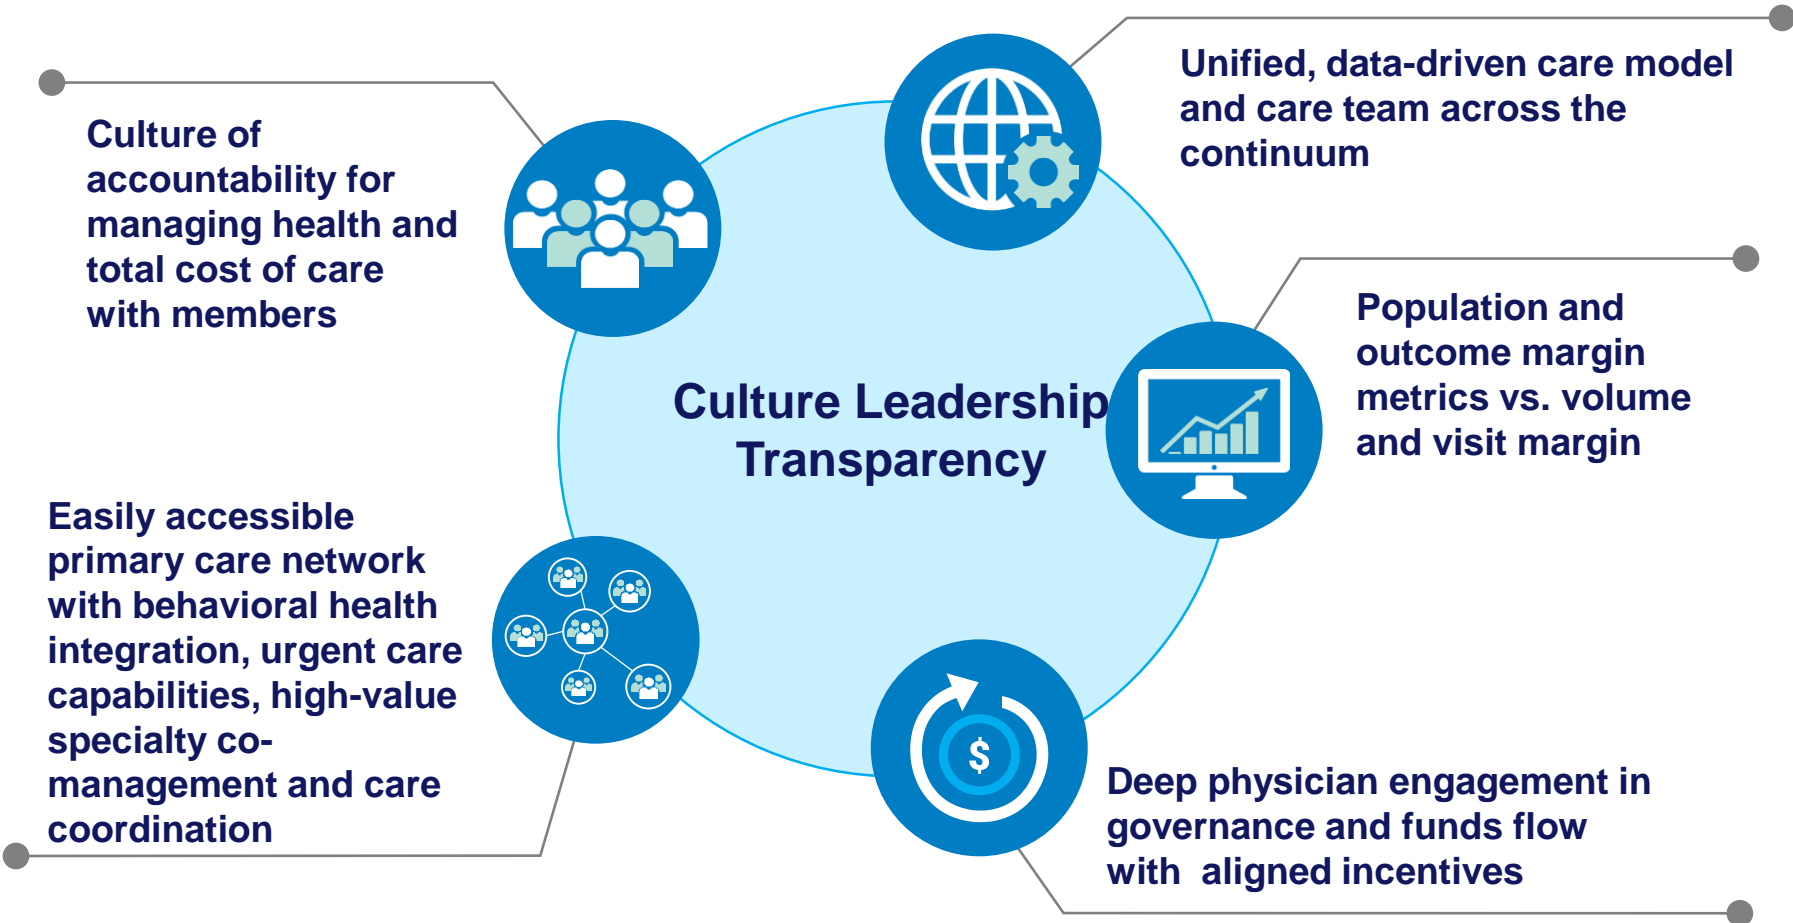 Culture of
accountability for
managing health and
total cost of care
with members
Unified, data-driven care model
and care team across the
continuum
Population and
outcome margin
metrics vs. volume
and visit margin
Culture Leadership
Transparency
Easily accessible
primary care network
with behavioral health
integration, urgent care
capabilities, high-value
specialty co-
management and care
coordination
$
Deep physician engagement in
governance and funds flow
with  aligned incentives